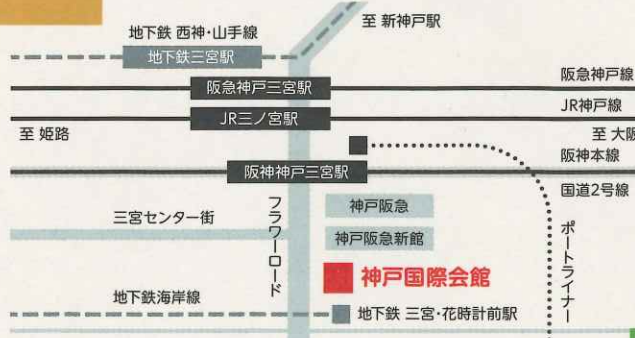 至 新神戸駅
地下鉄 西神・山手線
地下鉄三宮駅
阪急神戸線
阪急神戸三宮駅
JR神戸線
JR三ノ宮駅
至 姫路
至 大阪
阪神本線
阪神神戸三宮駅
国道2号線
神戸阪急
三宮センター街
フラワーロード
ポートライナー
神戸阪急新館
神戸国際会館
地下鉄海岸線
地下鉄 三宮・花時計前駅